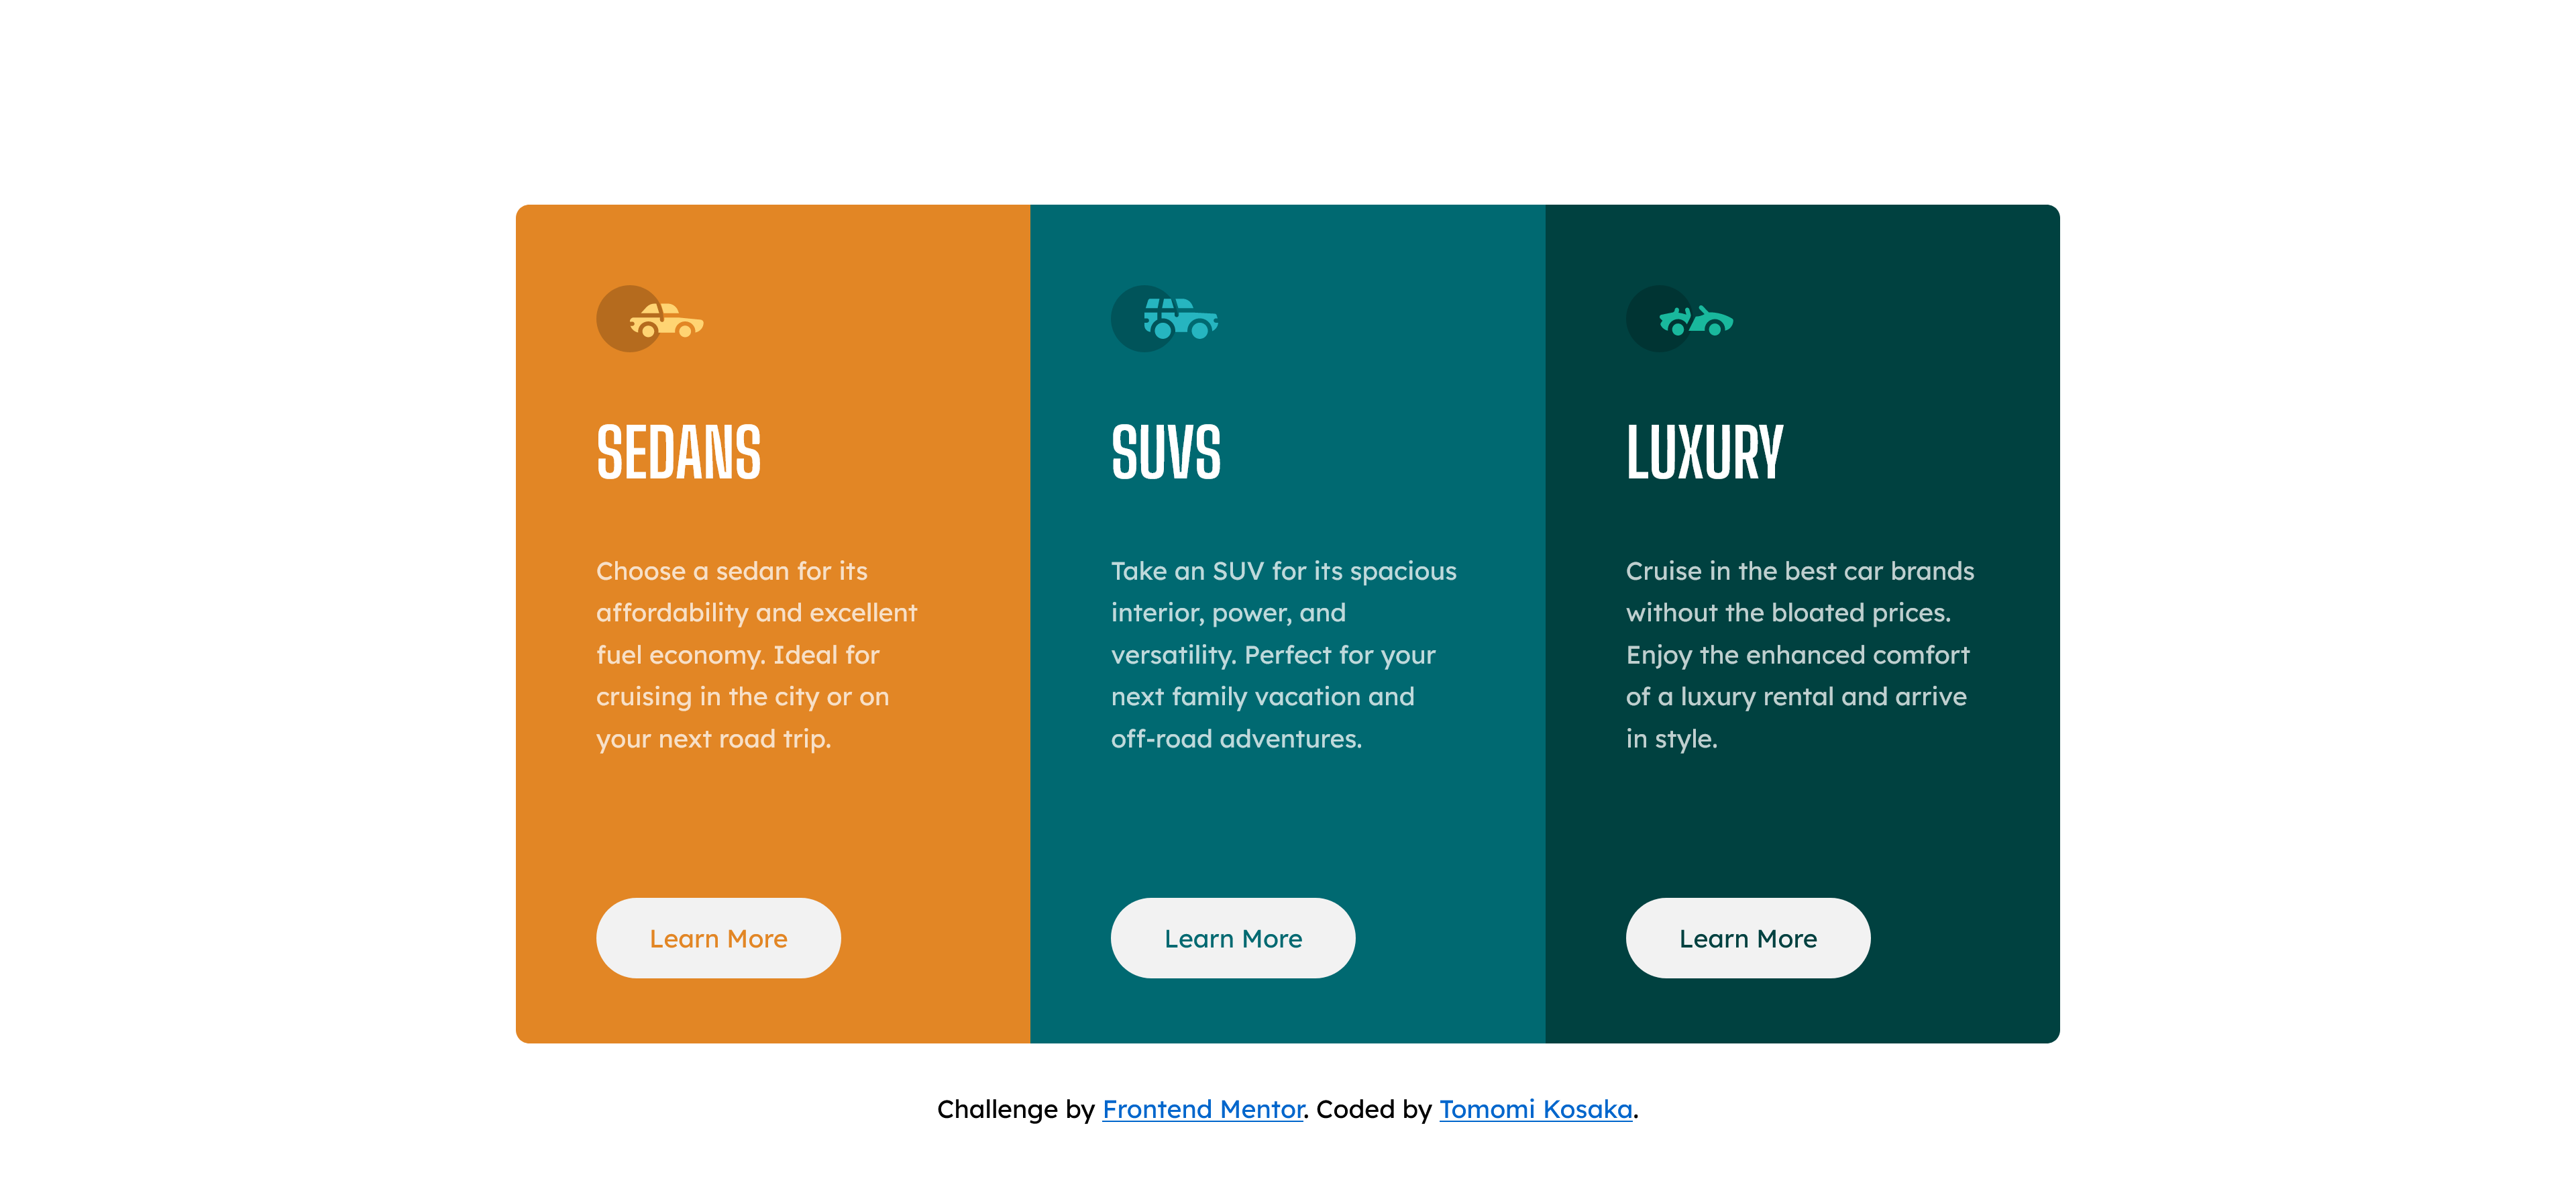 SEDANS
Choose a sedan for its
affordability and excellent
fuel economy. Ideal for
cruising in the city or on
your next road trip.
Learn More
SUVS
Take an SUV for its spacious
interior, power, and
versatility. Perfect for your
next family vacation and
off-road adventures.
Learn More
LUXURY
Cruise in the best car brands
without the bloated prices.
Enjoy the enhanced comfort
of a luxury rental and arrive
in style.
Learn More
Challenge by Frontend Mentor. Coded by Tomomi Kosaka.